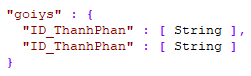 "goiys" : {
"ID_ThanhPhan" : [ String ],
"ID_ThanhPhan" : [ String ]
}